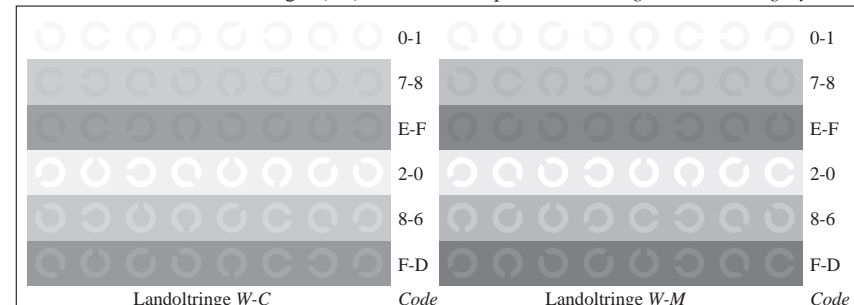 0-1 0-1
7-8 7-8
E-F E-F
2-0 2-0
8-6 8-6
F-D F-D
Landoltringe W-C Code Landoltringe W-M Code